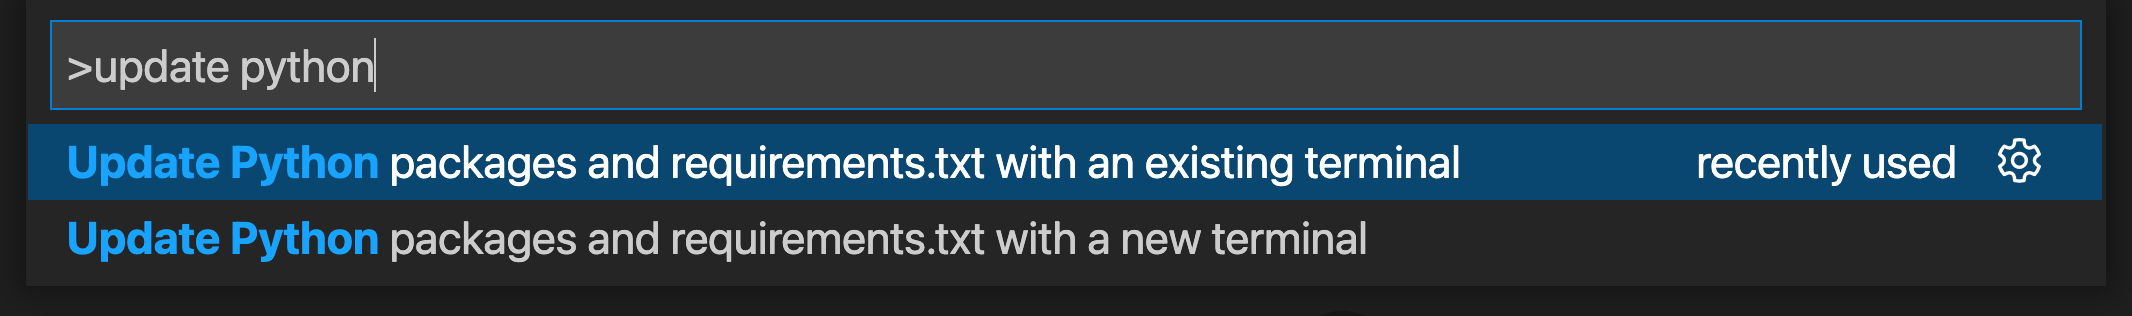 >update python
Update Python packages and requirements.txt with an existing terminal recently used
Update Python packages and requirements.txt with a new terminal